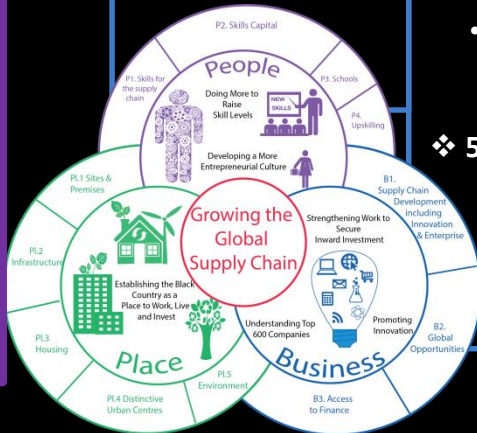 P2. Skills Capital
P1. Skills for
the supply
chain
P3. Schools
P4.
Upskilling
People
Doing More to
Raise
Skill Levels
NEW
SKILLS
Developing a More
Entrepreneurial Culture
❖ 5
Growing the
Global
Supply Chain
Pl.1 Sites &
Premises
Pl.2
Infrastructure
Pl.3
Housing
Pl.4 Distinctive
Urban Centres
Pl.5
Environment
Establishing the Black
Country as a
Place to Work, Live
and Invest
Place
B1.
Supply Chain
Development
including
Innovation
& Enterprise
B2.
Global
Opportunities
B3. Access
to Finance
Strengthening Work to
Secure
Inward Investment
Understanding Top
600 Companies
Promoting
Innovation
Business